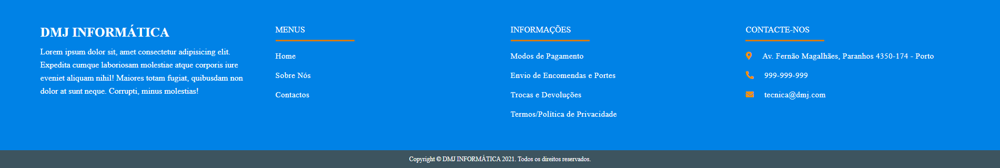 DMJ INFORMÁTICA
Lorem ipsum dolor sit, amet consectetur adipisicing elit.
Expedita cumque laboriosam molestiae atque corporis iure
eveniet aliquam nihil! Maiores totam fugiat, quibusdam non
dolor at sunt neque. Corrupti, minus molestias!
MENUS
Home
Sobre Nós
Contactos
INFORMAÇÕES
Modos de Pagamento
Envio de Encomendas e Portes
Trocas e Devoluções
Termos/Política de Privacidade
CONTACTE-NOS
Av. Fernão Magalhães, Paranhos 4350-174 - Porto
999-999-999
tecnica@dmj.com
Copyright © DMJ INFORMÁTICA 2021. Todos os direitos reservados.